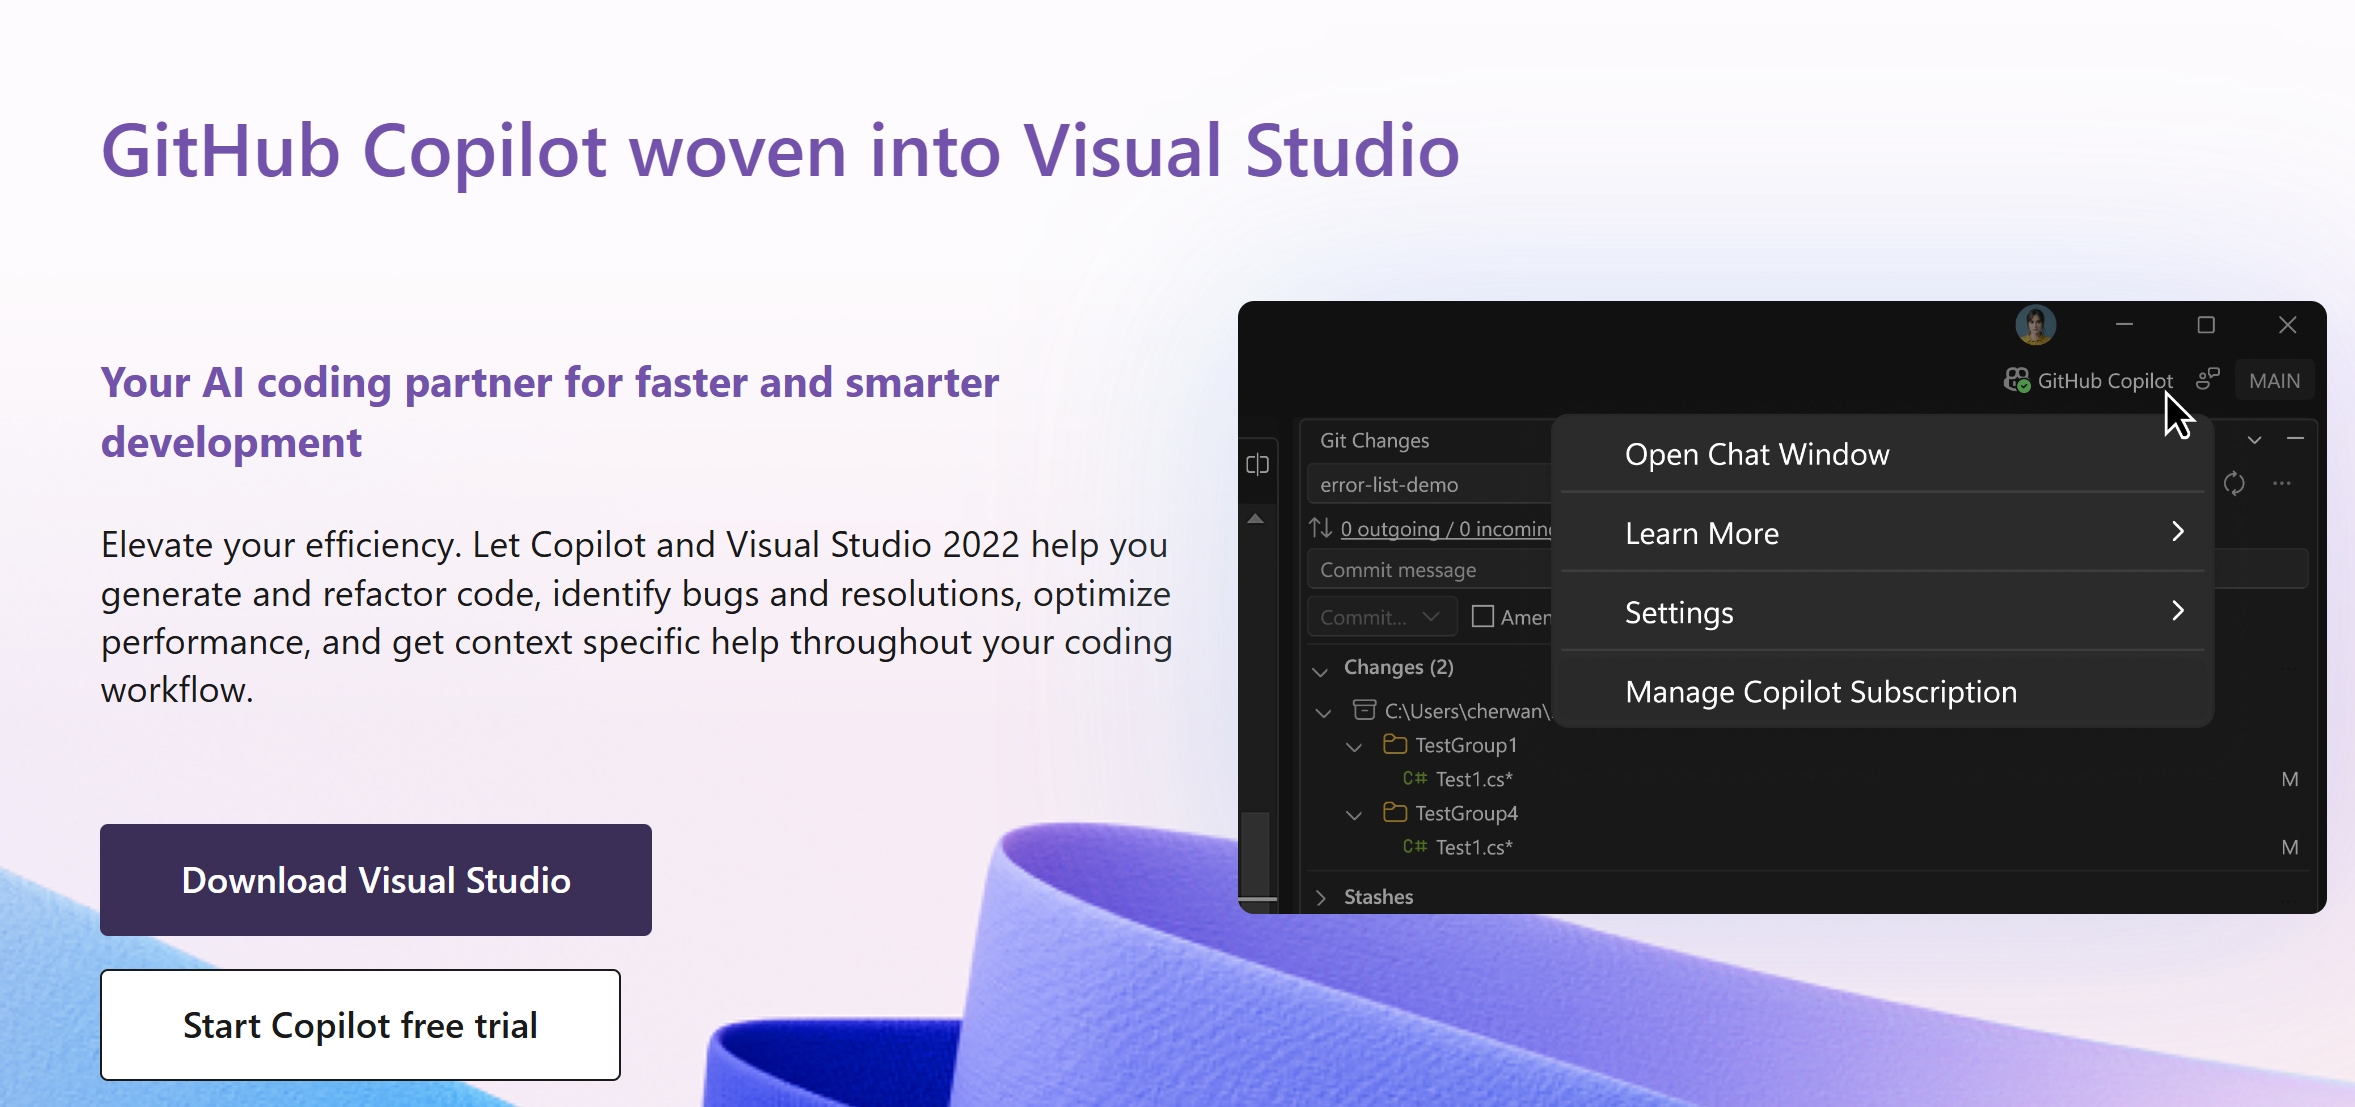 GitHub Copilot woven into Visual Studio
Your AI coding partner for faster and smarter
development
Elevate your efficiency. Let Copilot and Visual Studio 2022 help you
generate and refactor code, identify bugs and resolutions, optimize
performance, and get context specific help throughout your coding
workflow.
Download Visual Studio
Start Copilot free trial
GitHub Copilot
MAIN
Git Changes
error-list-demo
0 outgoing / 0 incoming
Commit message
Commit...
Amen
Changes (2)
C:\Users\cherwan\
TestGroup1
C# Test1.cs* M
TestGroup4
C# Test1.cs* M
Stashes
Open Chat Window
Learn More
Settings
Manage Copilot Subscription